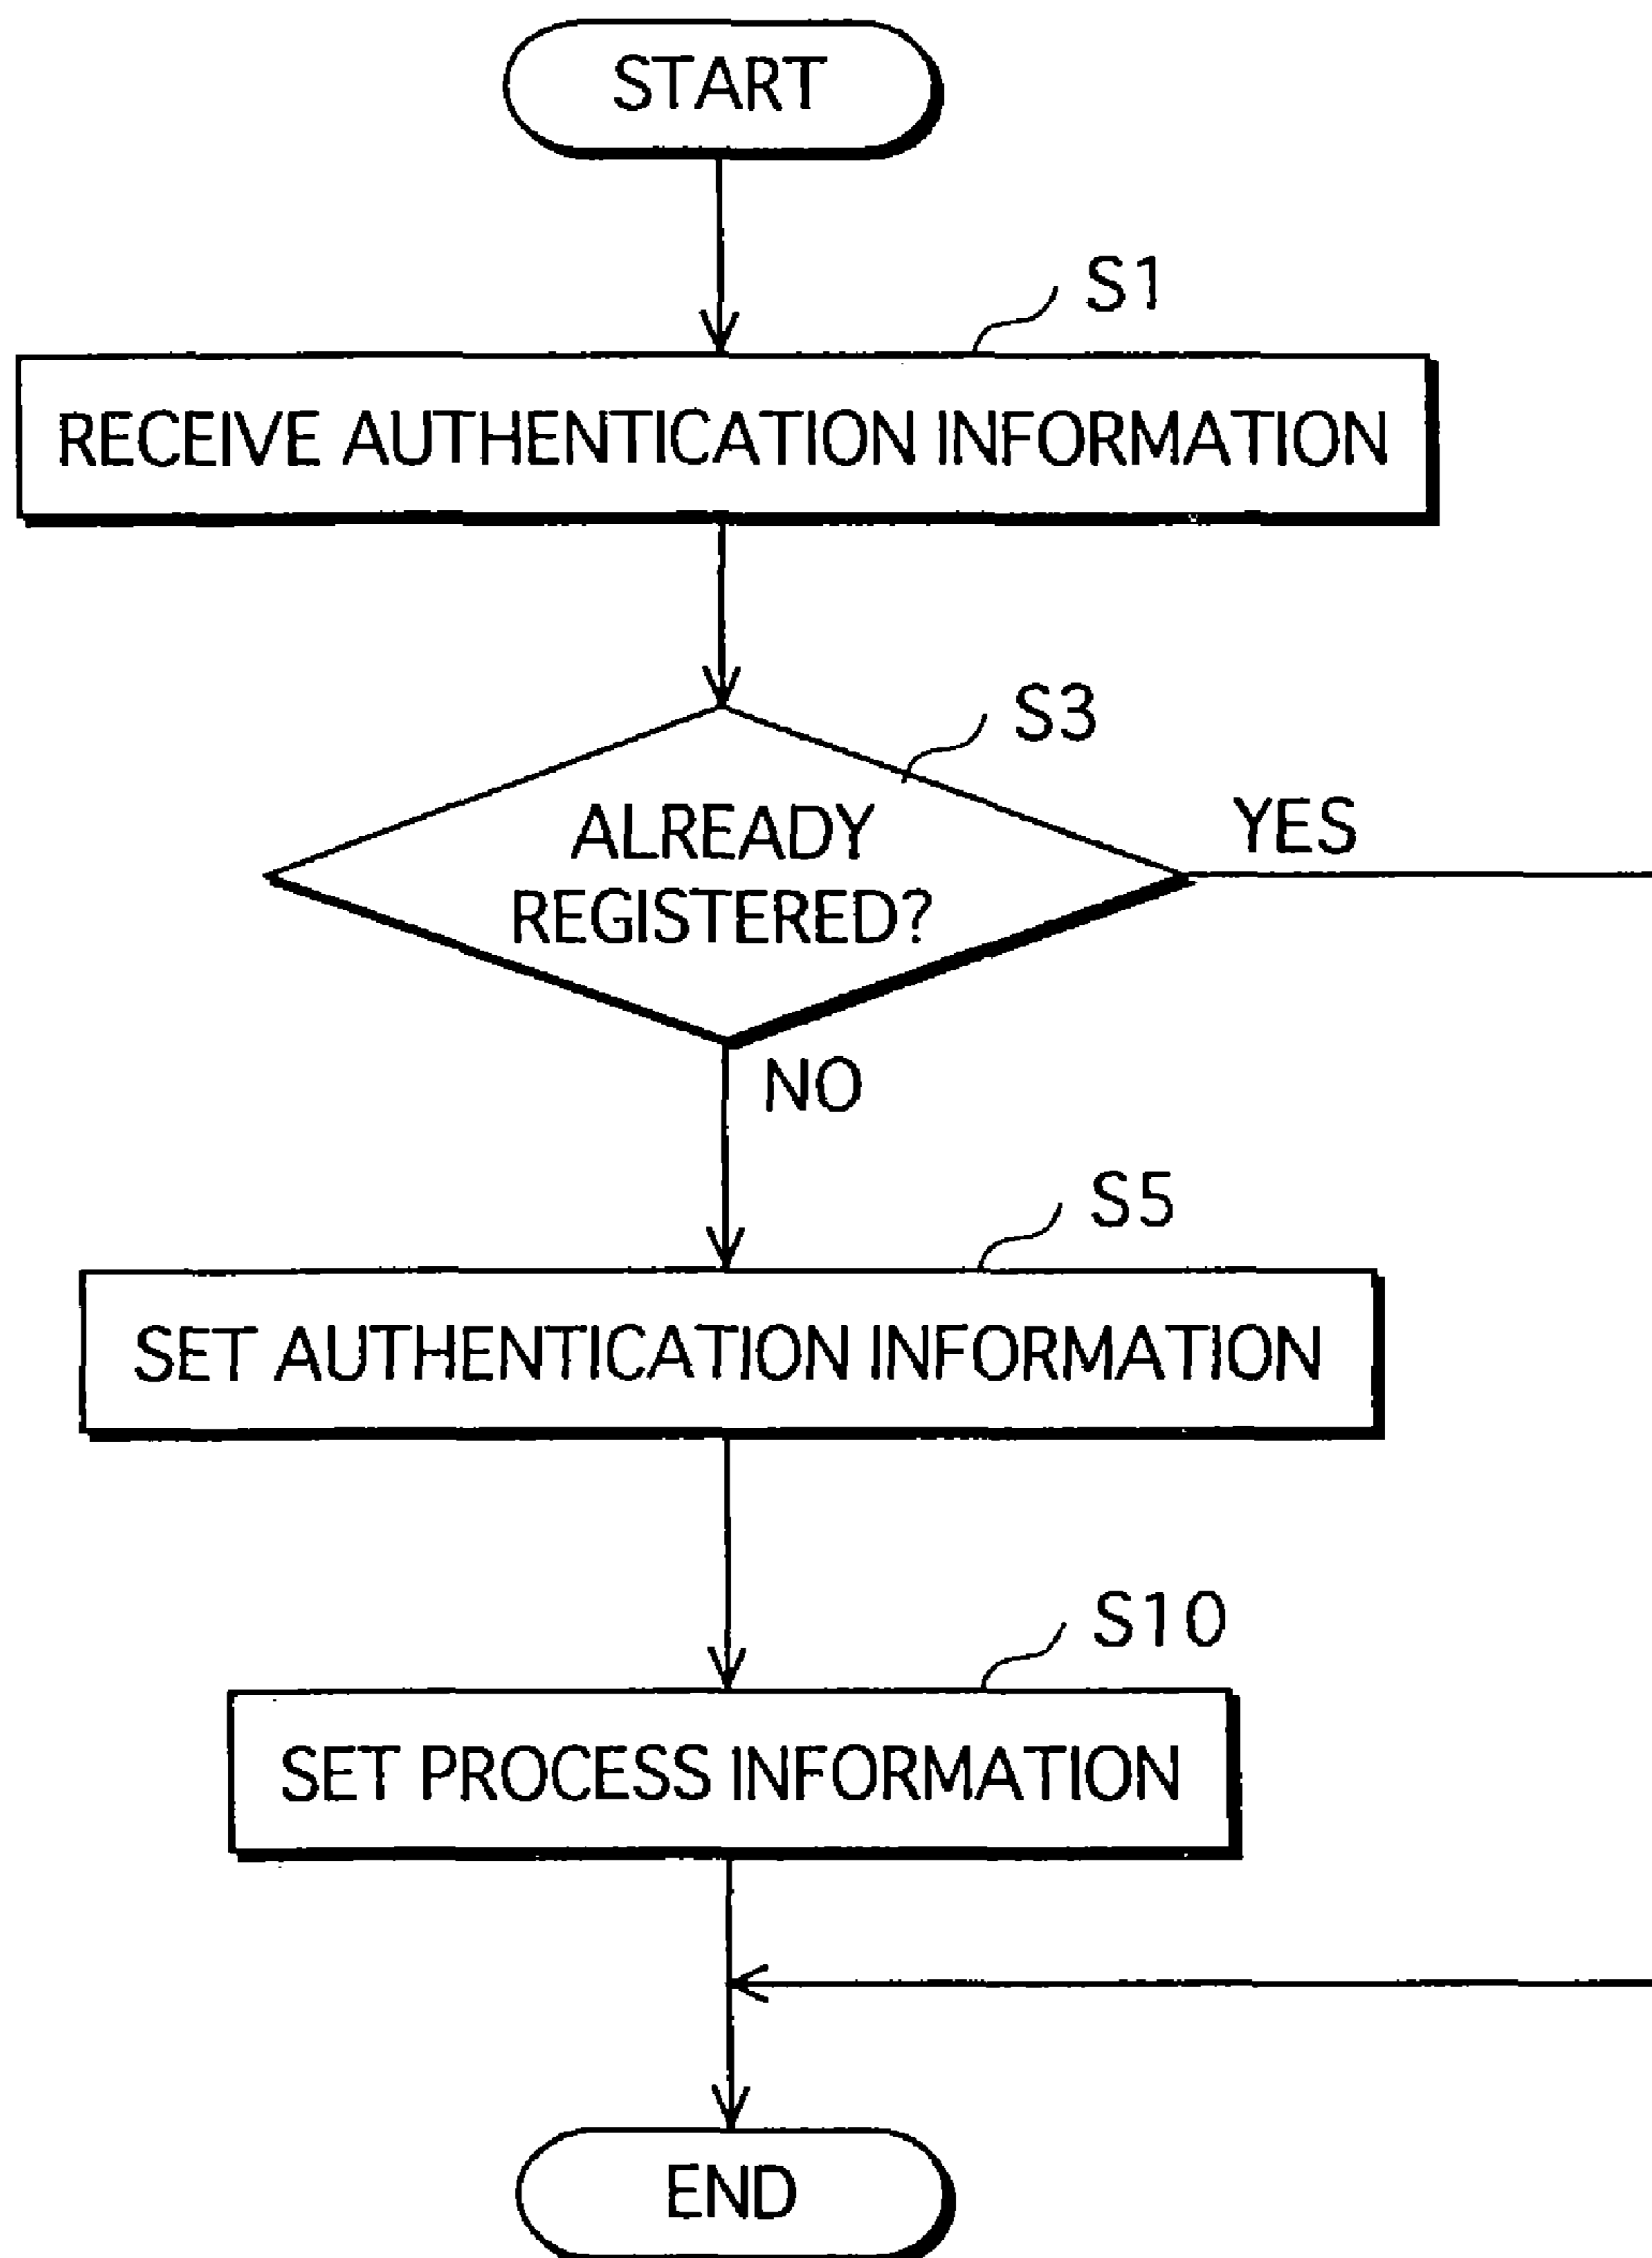 START
S1
RECEIVE AUTHENTICATION INFORMATION
S3
ALREADY
REGISTERED?
YES
NO
S5
SET AUTHENTICATION INFORMATION
S10
SET PROCESS INFORMATION
END